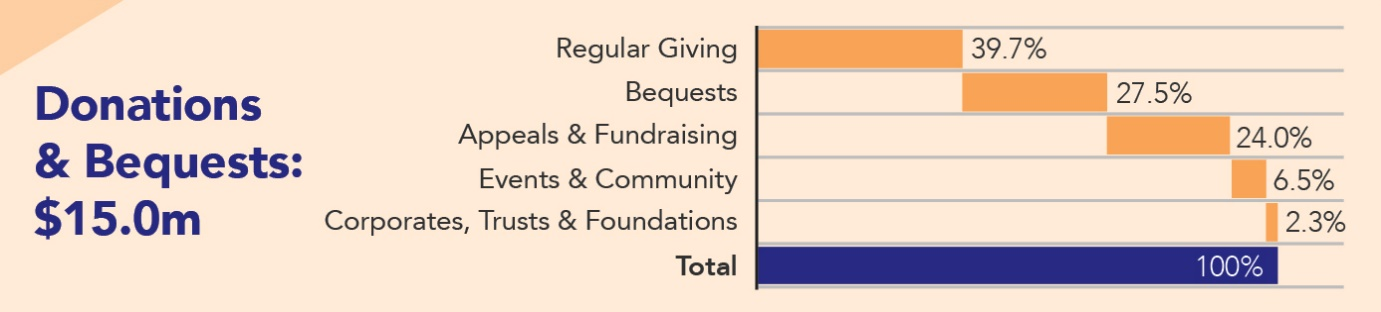 Donations
& Bequests:
$15.0m
Regular Giving 39.7%
Bequests 27.5%
Appeals & Fundraising 24.0%
Events & Community 6.5%
Corporates, Trusts & Foundations 2.3%
Total 100%